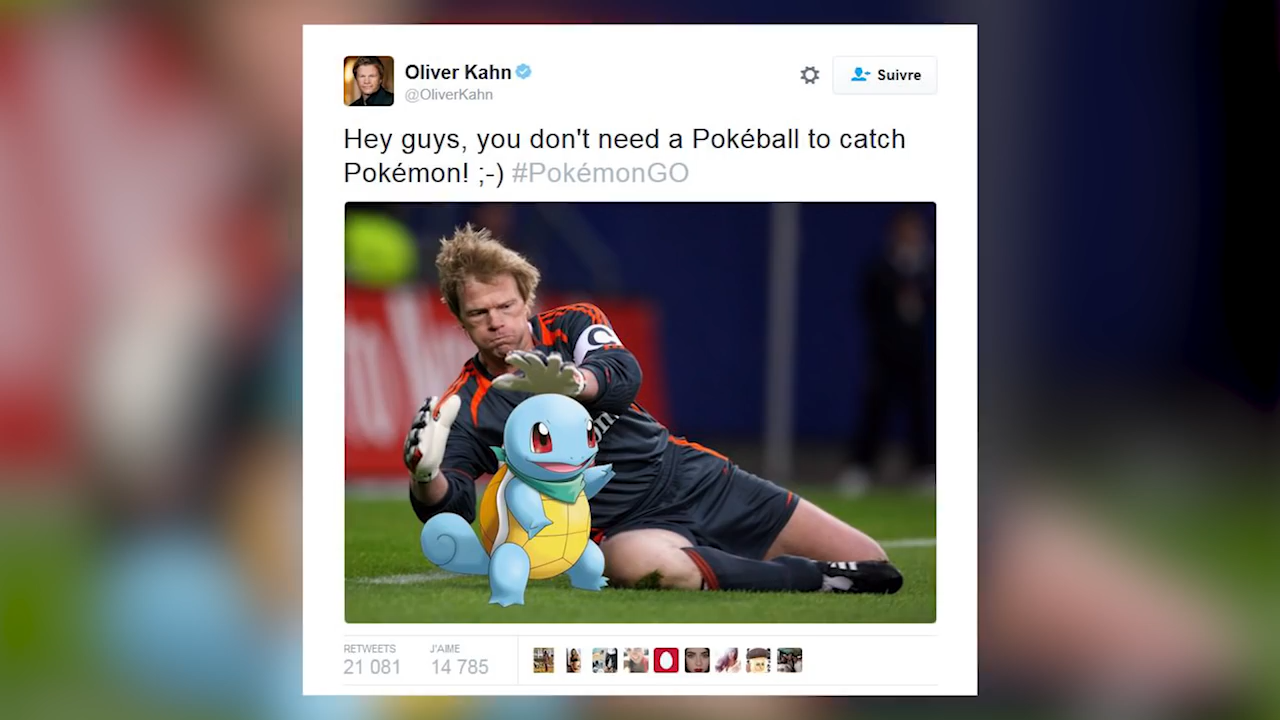 Oliver Kahn
@OliverKahn
Suivre
Hey guys, you don't need a Pokéball to catch
Pokémon! ;-) #PokémonGO
C
RETWEETS
J'AIME
21 081
14 785